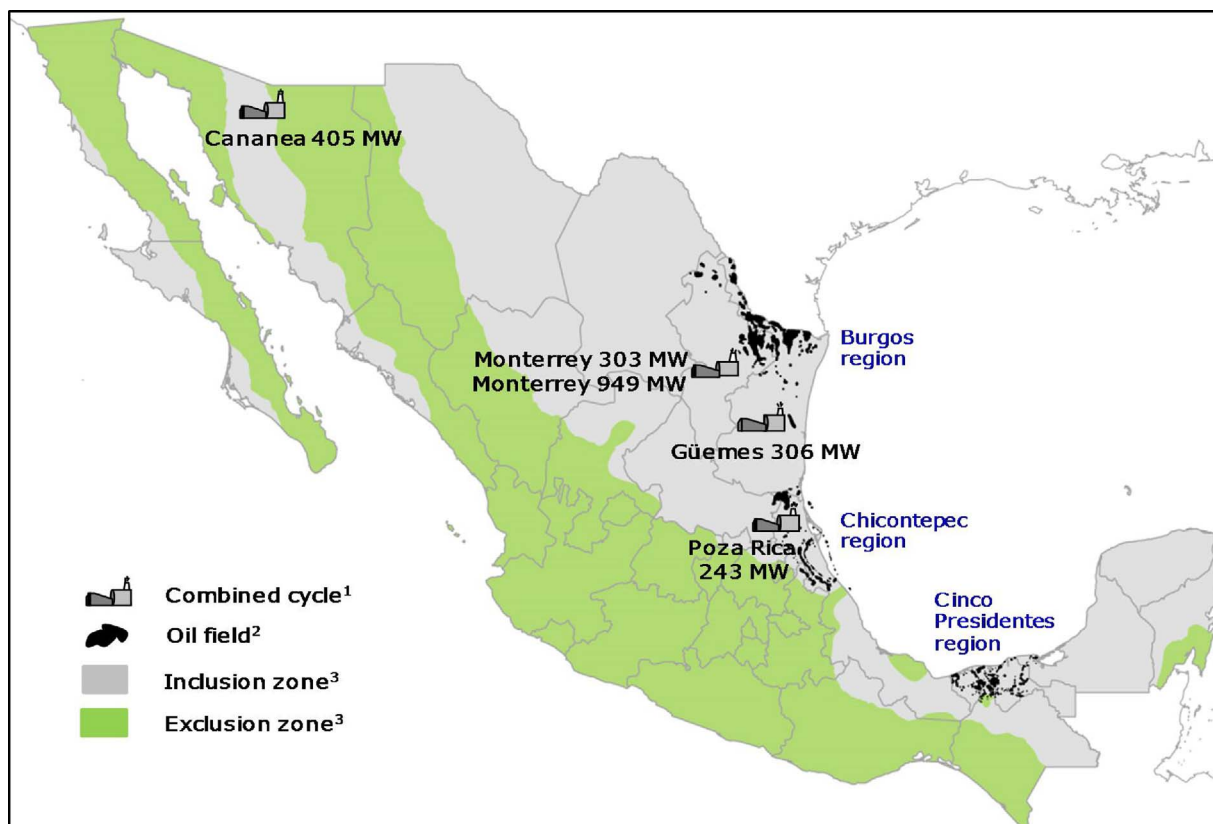 Cananea 405 MW
Monterrey 303 MW
Monterrey 949 MW
Burgos
region
Güemes 306 MW
Chicontepec
region
Poza Rica
243 MW
Cinco
Presidentes
region
Combined cycle¹
Oil field²
Inclusion zone³
Exclusion zone³